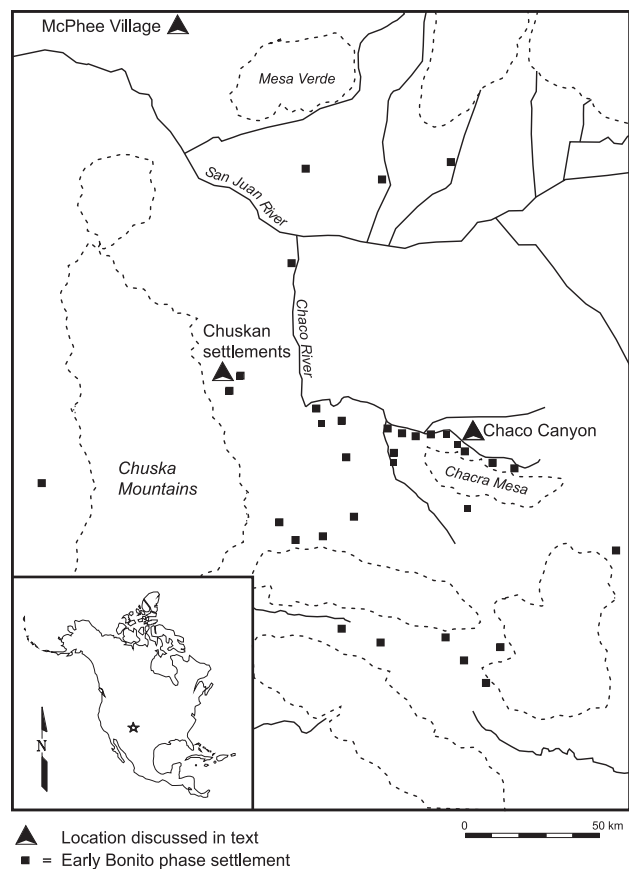 McPhee Village
Mesa Verde
San Juan River
Chaco River
Chuskan
settlements
Chaco Canyon
Chacra Mesa
Chuska
Mountains
N
Location discussed in text
0 50 km
= Early Bonito phase settlement